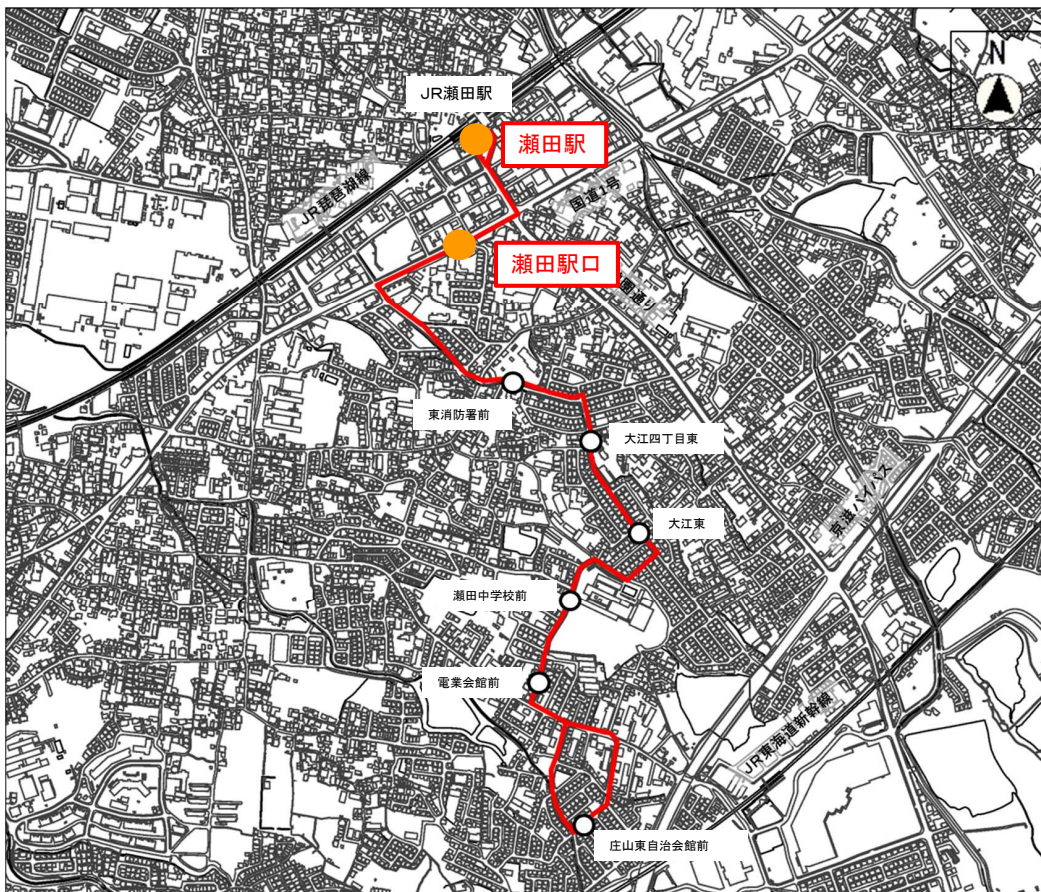 N
JR瀬田駅
瀬田駅
JR琵琶湖線
国道1号
瀬田駅口
東消防署前
大江四丁目東
京滋バイパス
大江東
瀬田中学校前
電業会館前
JR東海道新幹線
庄山東自治会館前